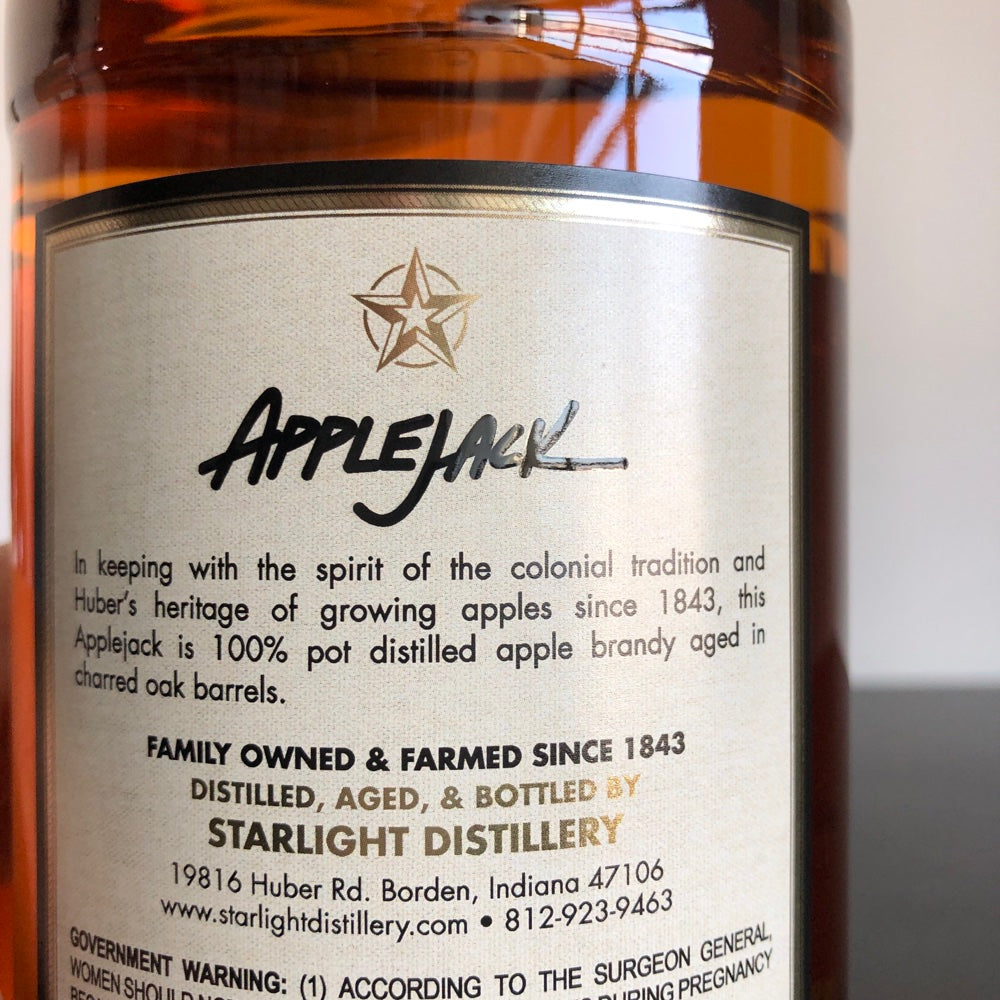 APPLEJACK
In keeping with the spirit of the colonial tradition and
Huber's heritage of growing apples since 1843, this
Applejack is 100% pot distilled apple brandy aged in
charred oak barrels.
FAMILY OWNED & FARMED SINCE 1843
DISTILLED, AGED, & BOTTLED BY
STARLIGHT DISTILLERY
19816 Huber Rd. Borden, Indiana 47106
www.starlightdistillery.com • 812-923-9463
GOVERNMENT WARNING: (1) ACCORDING TO THE SURGEON GENERAL,
WOMEN SHOULD DURING PREGNANCY